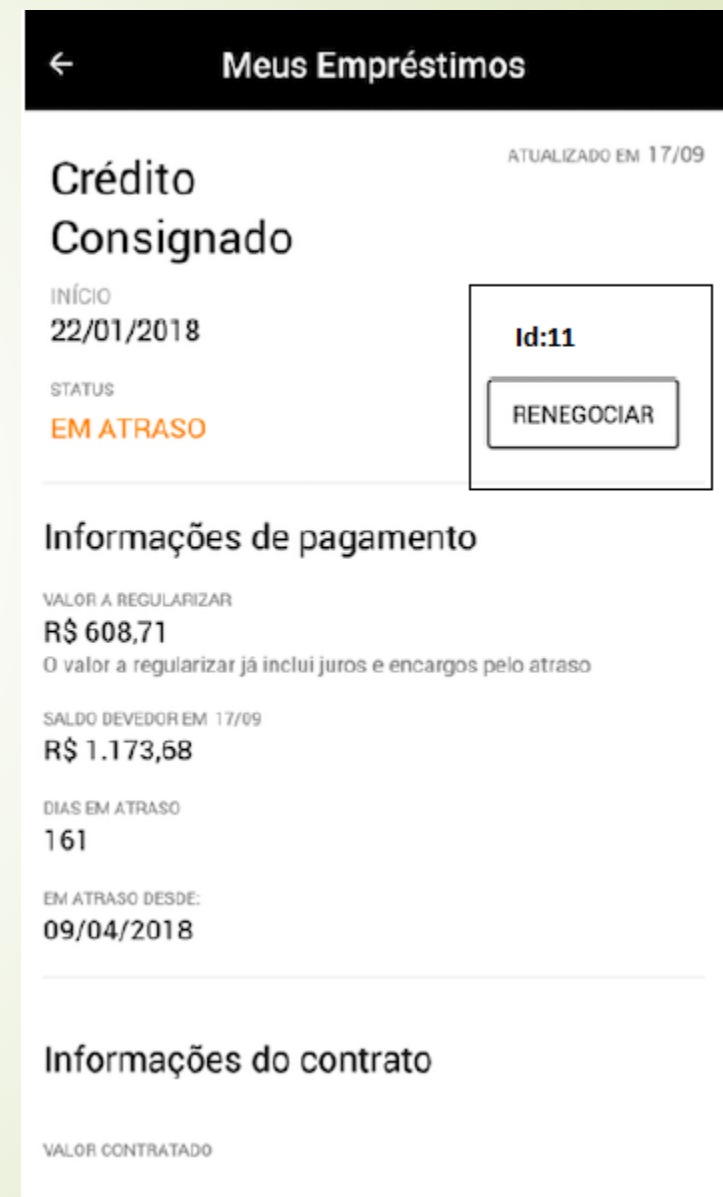 Meus Empréstimos
ATUALIZADO EM 17/09
Crédito
Consignado
INÍCIO
22/01/2018
Id:11
STATUS
EM ATRASO
RENEGOCIAR
Informações de pagamento
VALOR A REGULARIZAR
R$ 608,71
O valor a regularizar já inclui juros e encargos pelo atraso
SALDO DEVEDOR EM 17/09
R$ 1.173,68
DIAS EM ATRASO
161
EM ATRASO DESDE:
09/04/2018
Informações do contrato
VALOR CONTRATADO